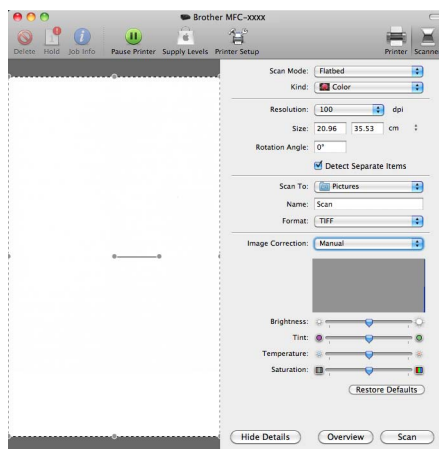 Brother MFC-xxxx
Delete Hold Job Info Pause Printer Supply Levels Printer Setup Printer Scanne
Scan Mode: Flatbed
Kind: Color
Resolution: 100 dpi
Size: 20.96 35.53 cm
Rotation Angle: 0°
Detect Separate Items
Scan To: Pictures
Name: Scan
Format: TIFF
Image Correction: Manual
Brightness:
Tint:
Temperature:
Saturation:
Restore Defaults
Hide Details Overview Scan